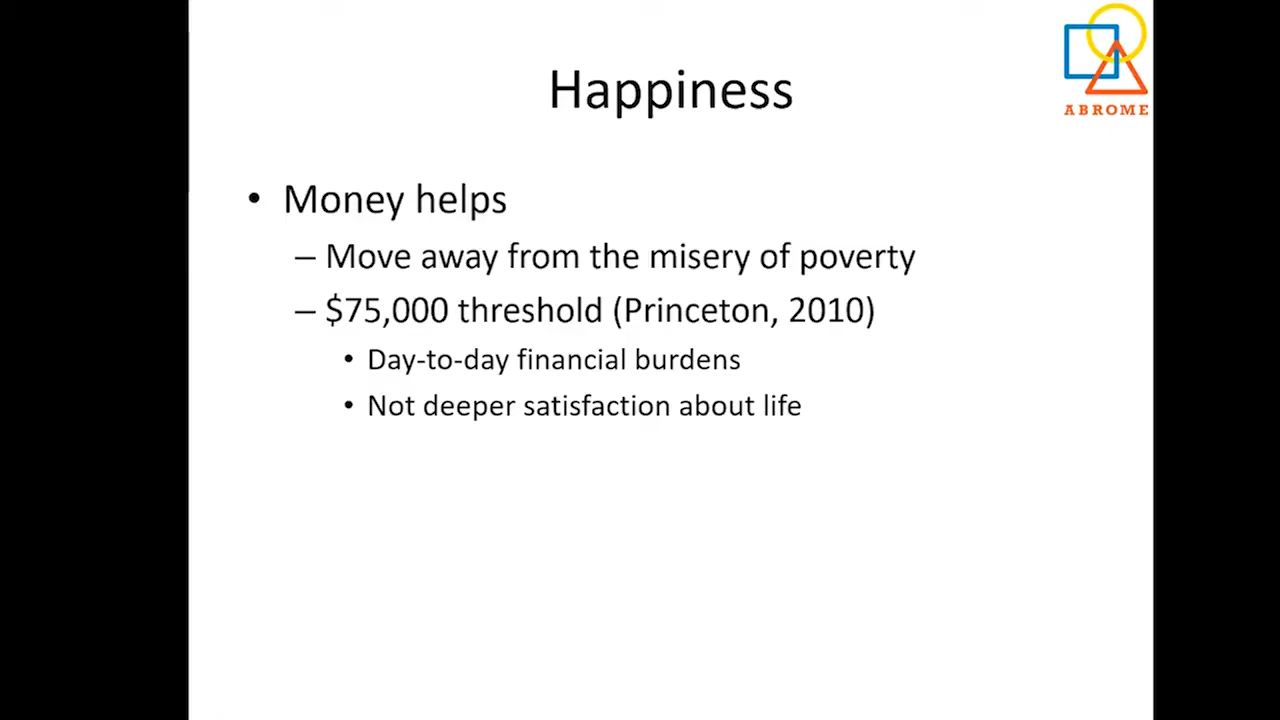 ABROME
Happiness
• Money helps
– Move away from the misery of poverty
– $75,000 threshold (Princeton, 2010)
• Day-to-day financial burdens
• Not deeper satisfaction about life